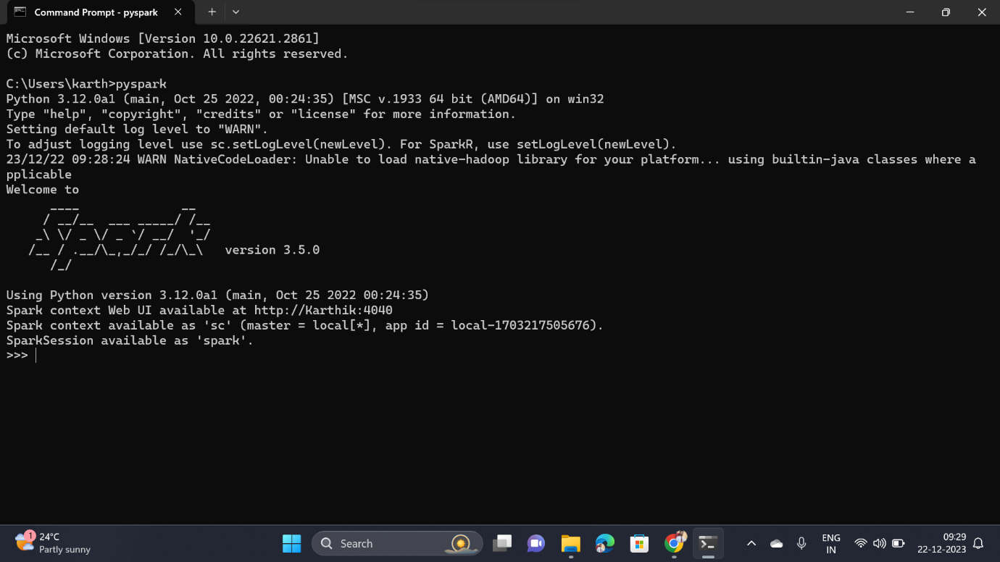 Command Prompt - pyspark
Microsoft Windows [Version 10.0.22621.2861]
(c) Microsoft Corporation. All rights reserved.
C:\Users\karth>pyspark
Python 3.12.0a1 (main, Oct 25 2022, 00:24:35) [MSC v.1933 64 bit (AMD64)] on win32
Type "help", "copyright", "credits" or "license" for more information.
Setting default log level to "WARN".
To adjust logging level use sc.setLogLevel(newLevel). For SparkR, use setLogLevel(newLevel).
23/12/22 09:28:24 WARN NativeCodeLoader: Unable to load native-hadoop library for your platform... using builtin-java classes where a
pplicable
Welcome to
      ____              __
     / __/__  ___ _____/ /__
    _\ \/ _ \/ _ `/ __/  '_/
   /__ / .__/\_,_/_/ /_/\_\   version 3.5.0
      /_/
Using Python version 3.12.0a1 (main, Oct 25 2022 00:24:35)
Spark context Web UI available at http://Karthik:4040
Spark context available as 'sc' (master = local[*], app id = local-1703217505676).
SparkSession available as 'spark'.
>>>
1
24°C
Partly sunny
Search
ENG
IN
09:29
22-12-2023